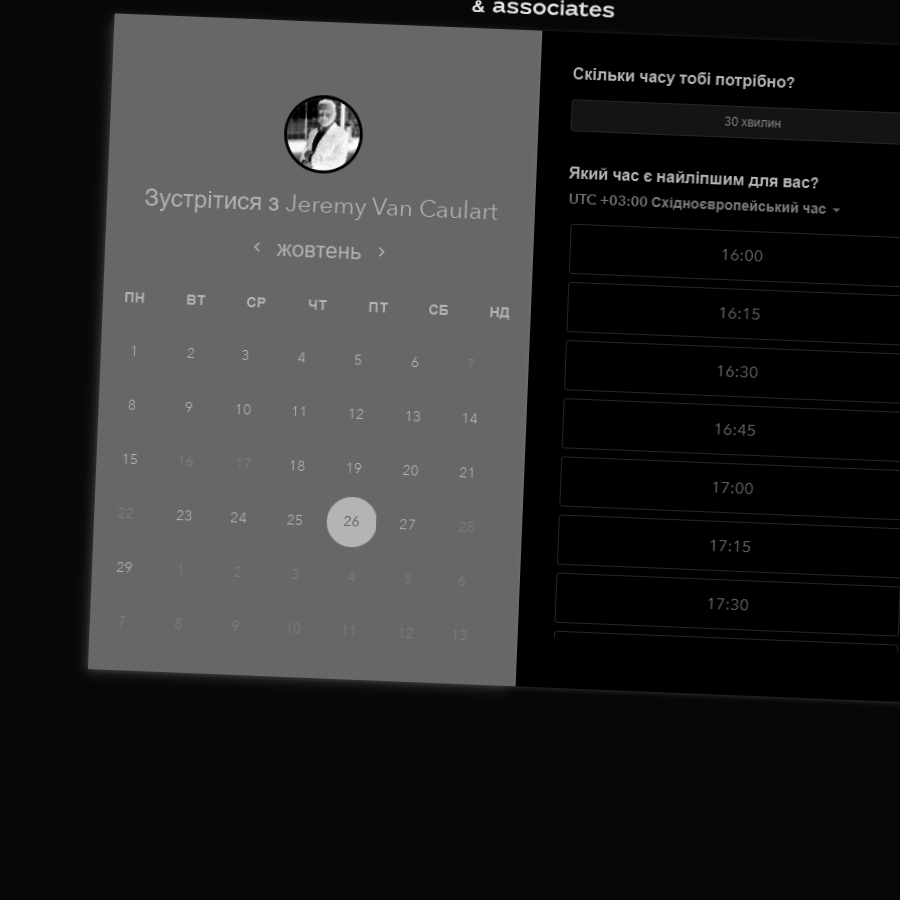 & associates
Зустрітися з Jeremy Van Caulart
жовтень
ПН ВТ СР ЧТ ПТ СБ НД
1 2 3 4 5 6 7
8 9 10 11 12 13 14
15 16 17 18 19 20 21
22 23 24 25 26 27 28
29 1 2 3 4 5 6
7 8 9 10 11 12 13
Скільки часу тобі потрібно?
30 хвилин
Який час є найліпшим для вас?
UTC +03:00 Східноєвропейський час
16:00
16:15
16:30
16:45
17:00
17:15
17:30